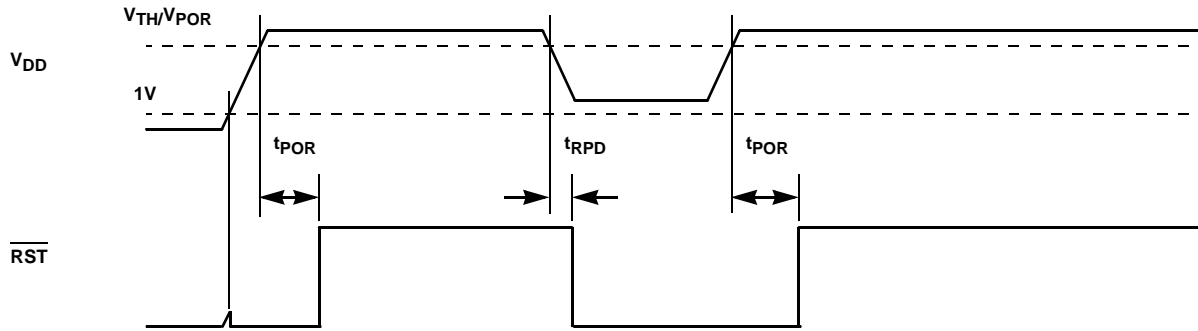 VTH/VPOR
VDD
1V
tPOR
tRPD
tPOR
RST